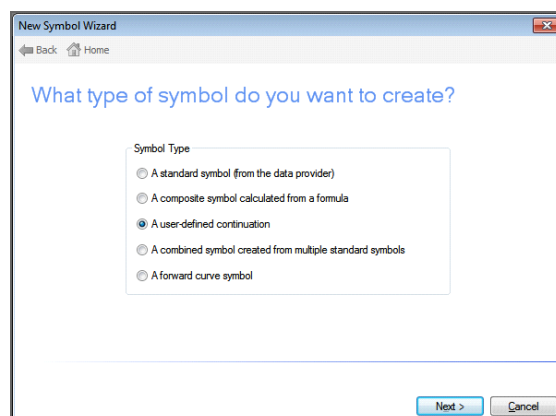 New Symbol Wizard
Back Home
What type of symbol do you want to create?
Symbol Type
A standard symbol (from the data provider)
A composite symbol calculated from a formula
A user-defined continuation
A combined symbol created from multiple standard symbols
A forward curve symbol
Next > Cancel